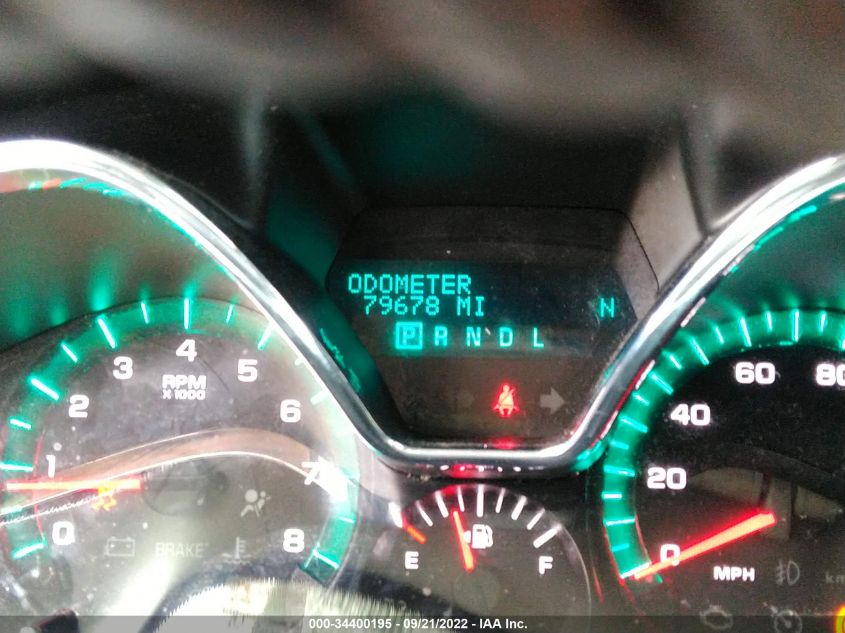 ODOMETER
79678 MI
N
P R N D L
0 1 2 3 4 5 6 7 8
RPM
X1000
BRAKE
E F
0 20 40 60 80
MPH
000-34400195 - 09/21/2022 - IAA Inc.